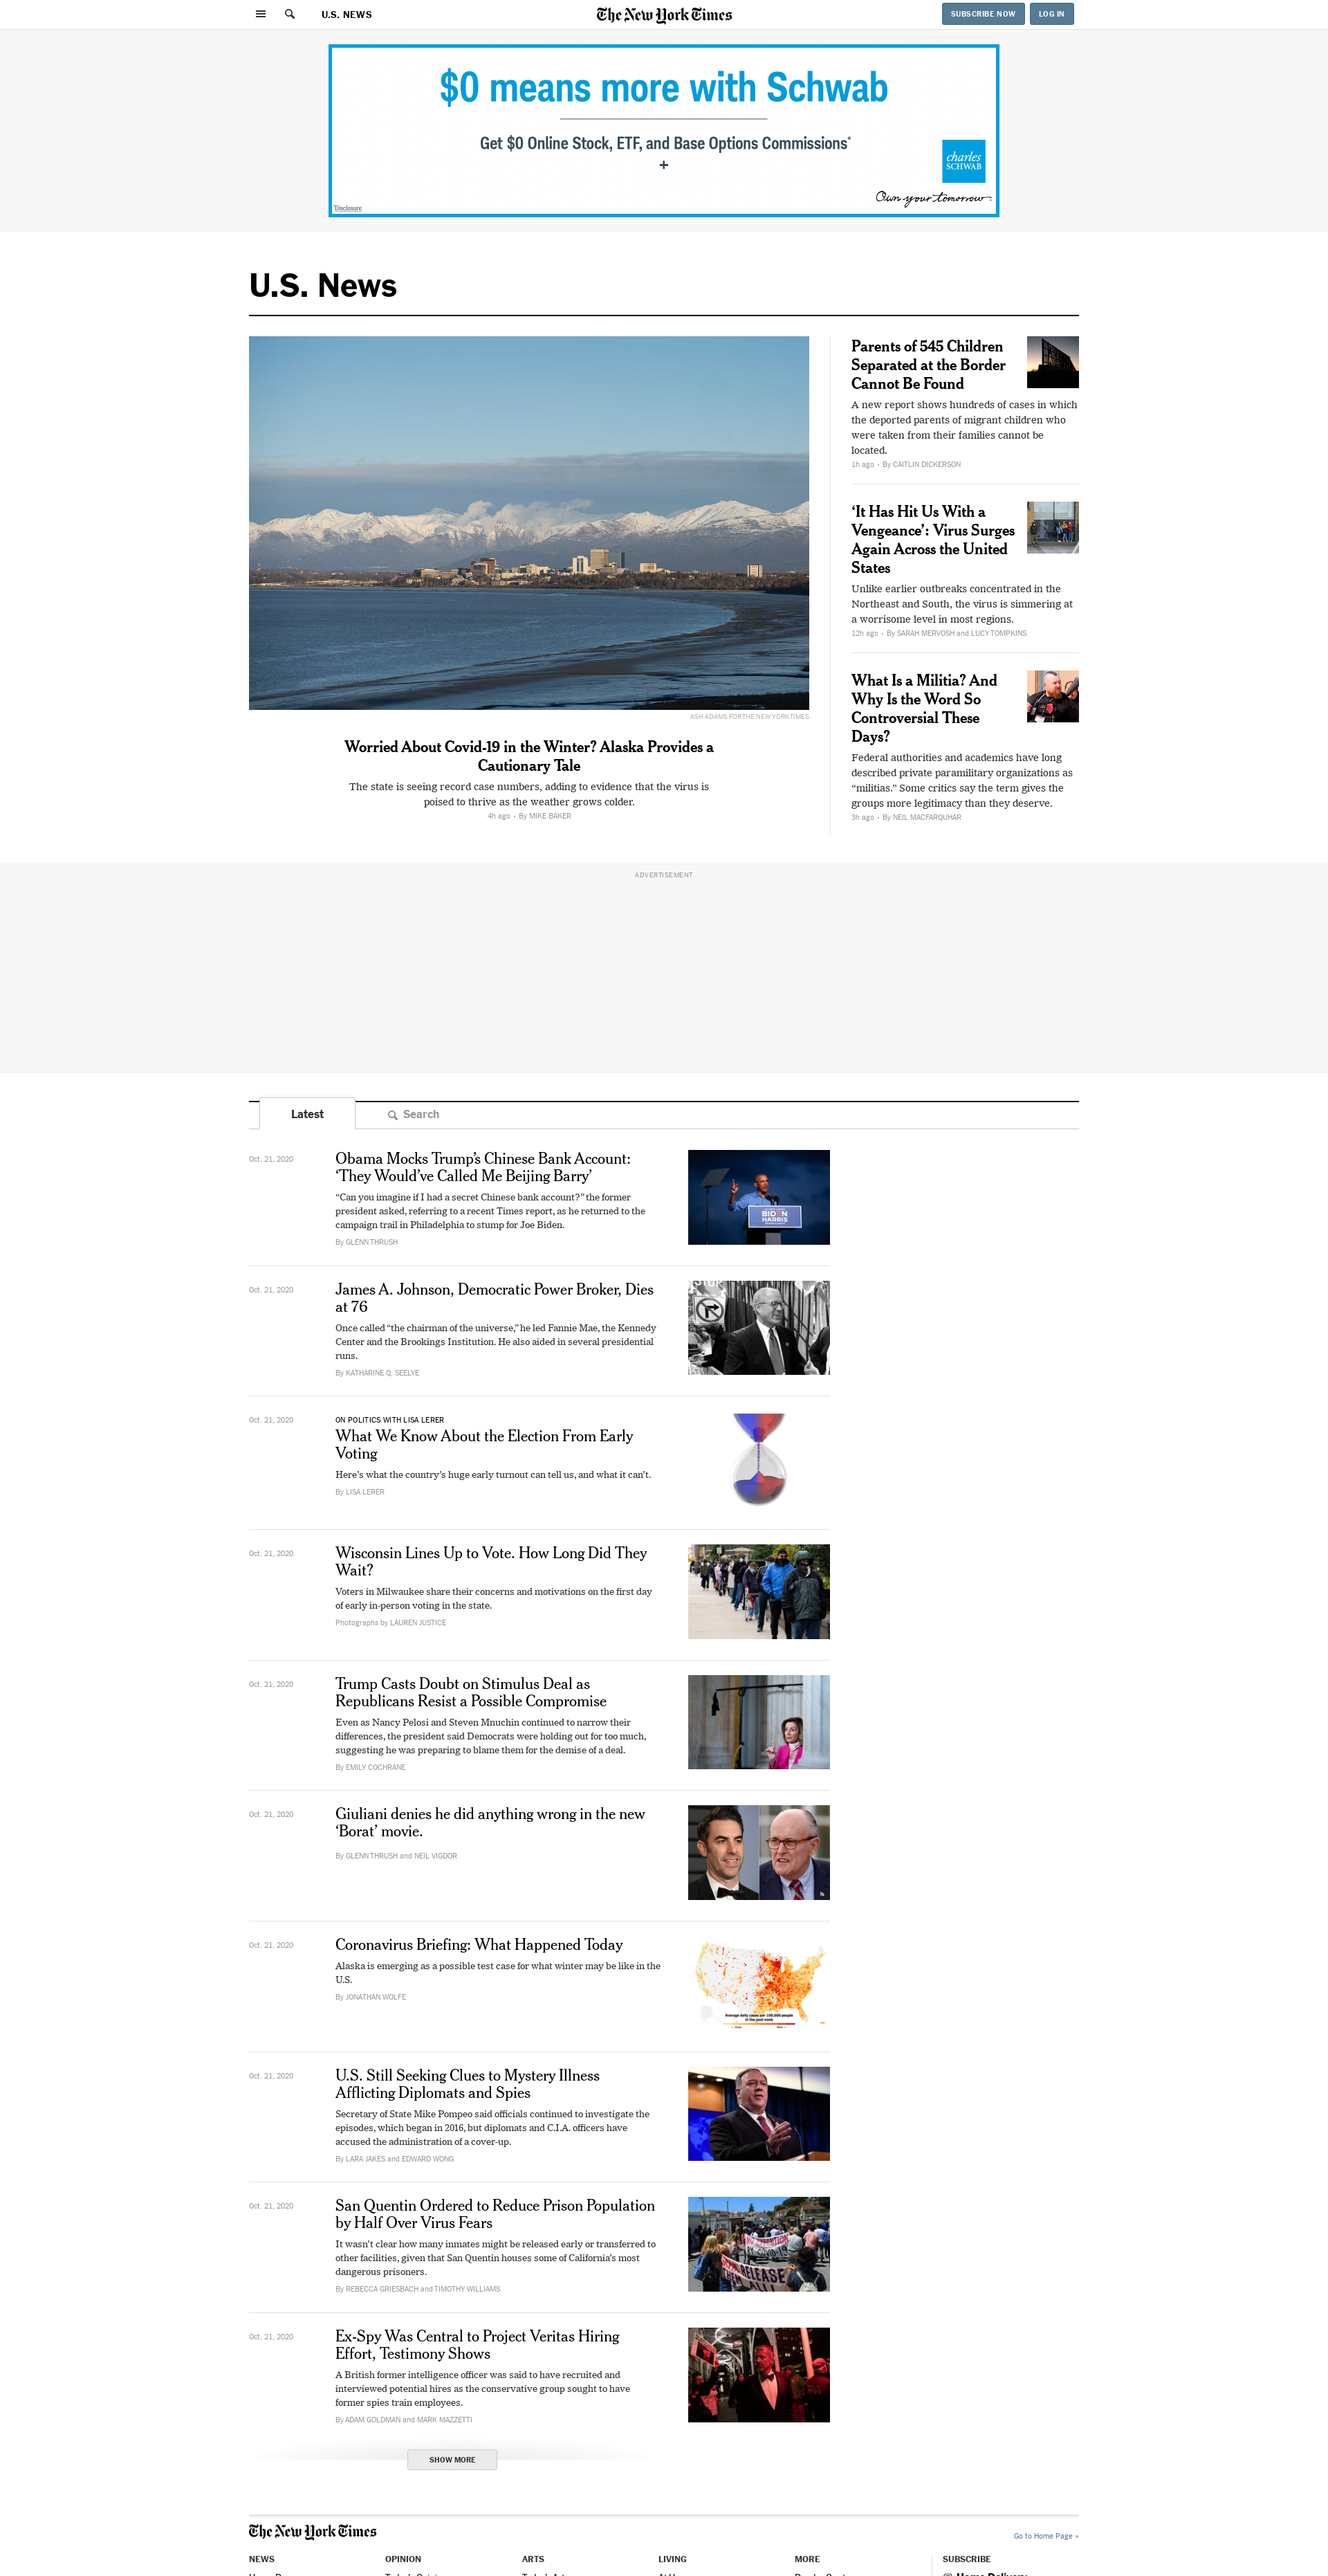 U.S. NEWS
The New York Times
SUBSCRIBE NOW
LOG IN
$0 means more with Schwab
Get $0 Online Stock, ETF, and Base Options Commissions*
+
charles
SCHWAB
Own your tomorrow
Disclosure
U.S. News
ASH ADAMS FOR THE NEW YORK TIMES
Worried About Covid-19 in the Winter? Alaska Provides a
Cautionary Tale
The state is seeing record case numbers, adding to evidence that the virus is
poised to thrive as the weather grows colder.
4h ago • By MIKE BAKER
Parents of 545 Children
Separated at the Border
Cannot Be Found
A new report shows hundreds of cases in which
the deported parents of migrant children who
were taken from their families cannot be
located.
1h ago • By CAITLIN DICKERSON
‘It Has Hit Us With a
Vengeance’: Virus Surges
Again Across the United
States
Unlike earlier outbreaks concentrated in the
Northeast and South, the virus is simmering at
a worrisome level in most regions.
12h ago • By SARAH MERVOSH and LUCY TOMPKINS
What Is a Militia? And
Why Is the Word So
Controversial These
Days?
Federal authorities and academics have long
described private paramilitary organizations as
“militias.” Some critics say the term gives the
groups more legitimacy than they deserve.
3h ago • By NEIL MACFARQUHAR
ADVERTISEMENT
Latest
Search
Oct. 21, 2020
Obama Mocks Trump’s Chinese Bank Account:
‘They Would’ve Called Me Beijing Barry’
“Can you imagine if I had a secret Chinese bank account?” the former
president asked, referring to a recent Times report, as he returned to the
campaign trail in Philadelphia to stump for Joe Biden.
By GLENN THRUSH
BIDEN
HARRIS
Oct. 21, 2020
James A. Johnson, Democratic Power Broker, Dies
at 76
Once called “the chairman of the universe,” he led Fannie Mae, the Kennedy
Center and the Brookings Institution. He also aided in several presidential
runs.
By KATHARINE Q. SEELYE
STOP
Oct. 21, 2020
ON POLITICS WITH LISA LERER
What We Know About the Election From Early
Voting
Here’s what the country’s huge early turnout can tell us, and what it can’t.
By LISA LERER
Oct. 21, 2020
Wisconsin Lines Up to Vote. How Long Did They
Wait?
Voters in Milwaukee share their concerns and motivations on the first day
of early in-person voting in the state.
Photographs by LAUREN JUSTICE
Oct. 21, 2020
Trump Casts Doubt on Stimulus Deal as
Republicans Resist a Possible Compromise
Even as Nancy Pelosi and Steven Mnuchin continued to narrow their
differences, the president said Democrats were holding out for too much,
suggesting he was preparing to blame them for the demise of a deal.
By EMILY COCHRANE
Oct. 21, 2020
Giuliani denies he did anything wrong in the new
‘Borat’ movie.
By GLENN THRUSH and NEIL VIGDOR
Oct. 21, 2020
Coronavirus Briefing: What Happened Today
Alaska is emerging as a possible test case for what winter may be like in the
U.S.
By JONATHAN WOLFE
Average daily cases per 100,000 people
in the past week
Oct. 21, 2020
U.S. Still Seeking Clues to Mystery Illness
Afflicting Diplomats and Spies
Secretary of State Mike Pompeo said officials continued to investigate the
episodes, which began in 2016, but diplomats and C.I.A. officers have
accused the administration of a cover-up.
By LARA JAKES and EDWARD WONG
Oct. 21, 2020
San Quentin Ordered to Reduce Prison Population
by Half Over Virus Fears
It wasn’t clear how many inmates might be released early or transferred to
other facilities, given that San Quentin houses some of California’s most
dangerous prisoners.
By REBECCA GRIESBACH and TIMOTHY WILLIAMS
RELEASE
Oct. 21, 2020
Ex-Spy Was Central to Project Veritas Hiring
Effort, Testimony Shows
A British former intelligence officer was said to have recruited and
interviewed potential hires as the conservative group sought to have
former spies train employees.
By ADAM GOLDMAN and MARK MAZZETTI
SHOW MORE
The New York Times
Go to Home Page »
NEWS
OPINION
ARTS
LIVING
MORE
SUBSCRIBE